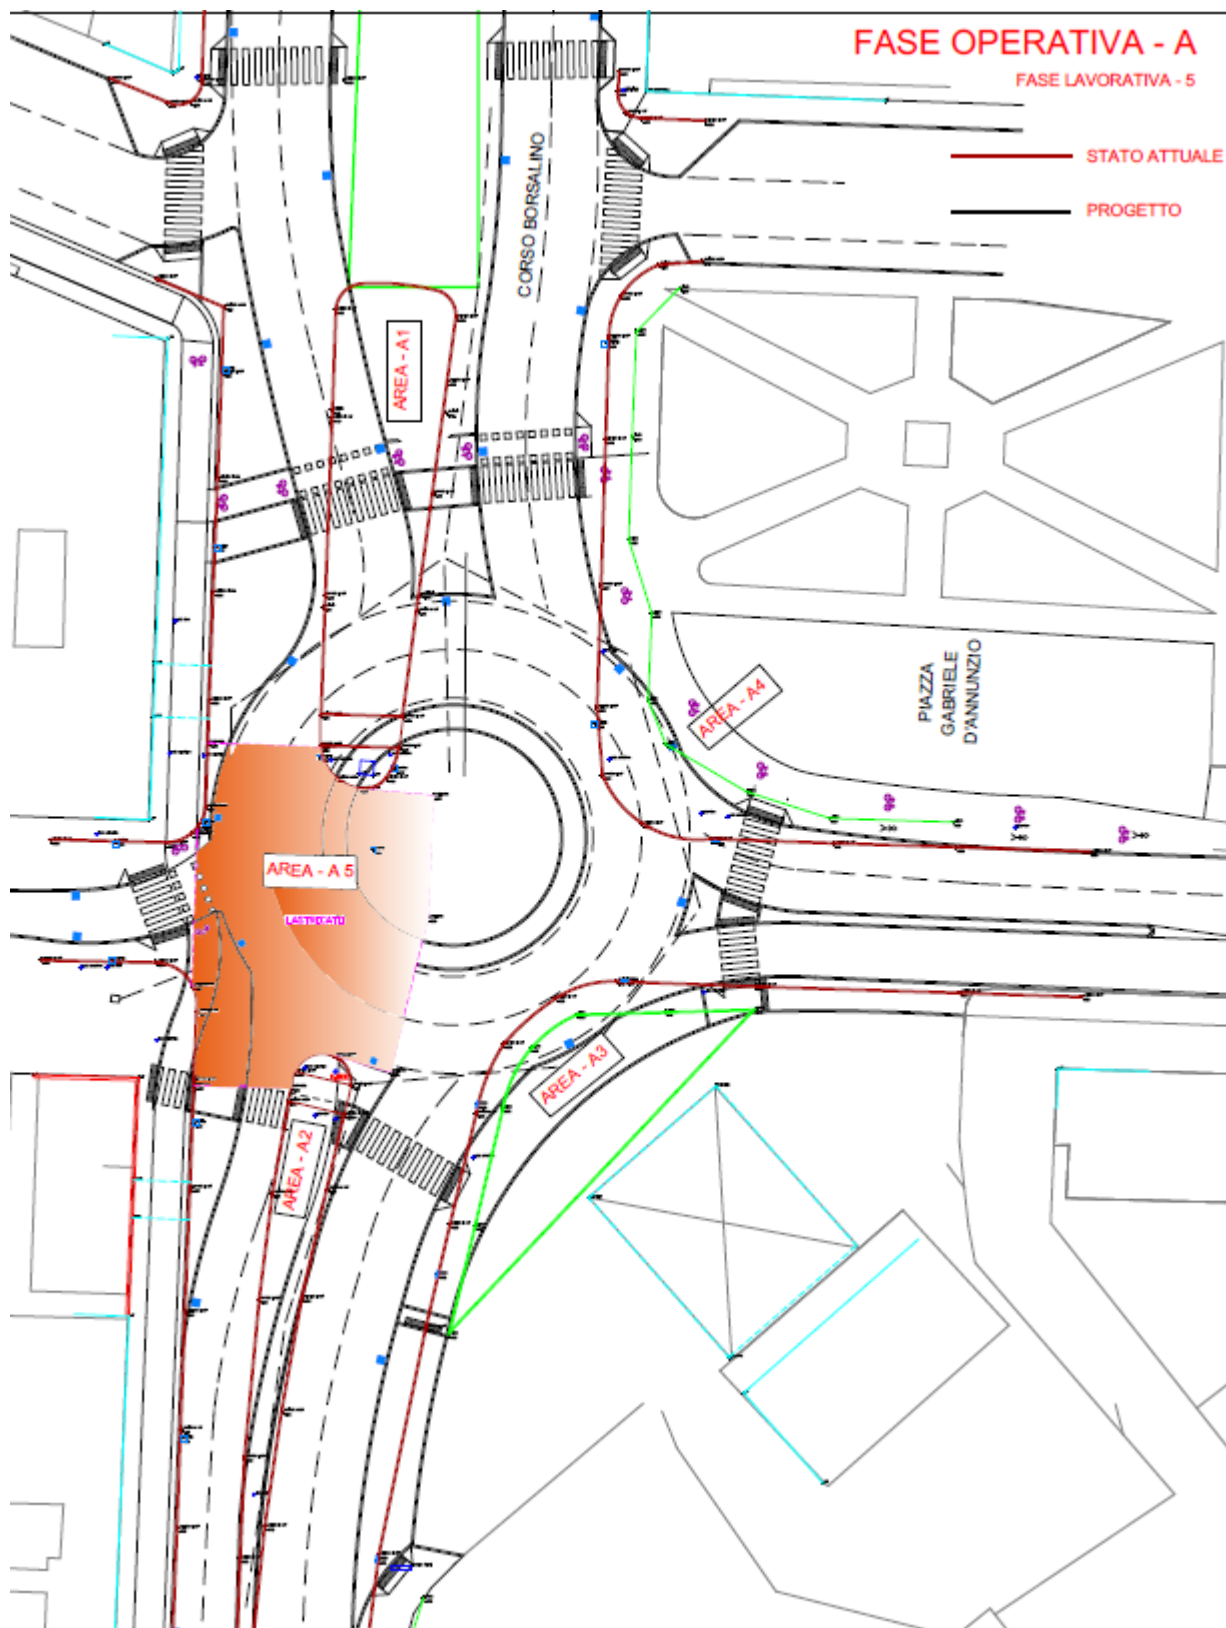 FASE OPERATIVA - A
FASE LAVORATIVA - 5
STATO ATTUALE
PROGETTO
CORSO BORSALINO
AREA - A1
PIAZZA
GABRIELE
D'ANNUNZIO
AREA - A4
AREA - A 5
LASTRICATO
AREA - A3
AREA - A2